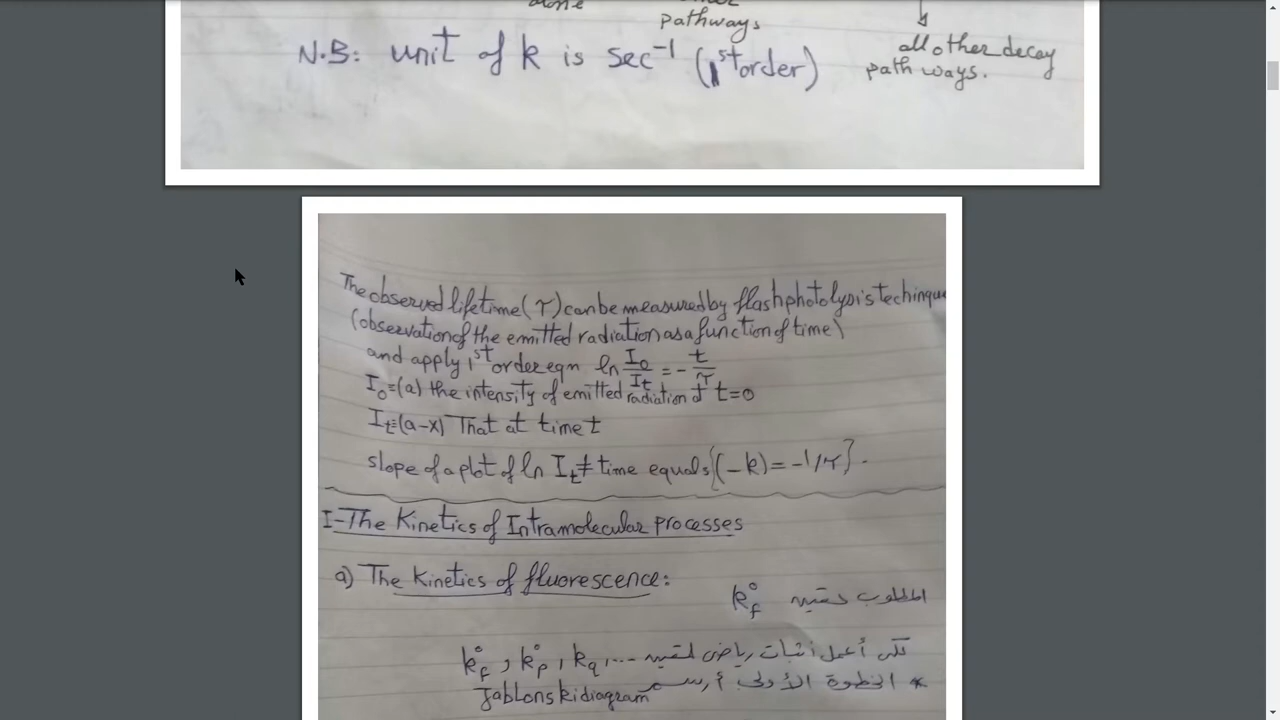 pathways
all other decay
path ways.
N.B: unit of k is sec⁻¹ (1st order)
The observed lifetime (τ) can be measured by flash photolysis techinque
(observation of the emitted radiation as a function of time)
and apply 1st order eqn ln I₀/It = - t/τ
I₀=(a) the intensity of emitted radiation at t=0
It=(a-x) That at time t
slope of a plot of ln It ≠ time equals {(-k) = -1/τ}.
I-The Kinetics of Intramolecular processes
a) The Kinetics of fluorescence:
المطلوب تعيين k°f
لكى أعمل إثبات رياضى لتعيين ... k°f , k°p , kq
* الخطوة الأولى أرسم Jablonski diagram